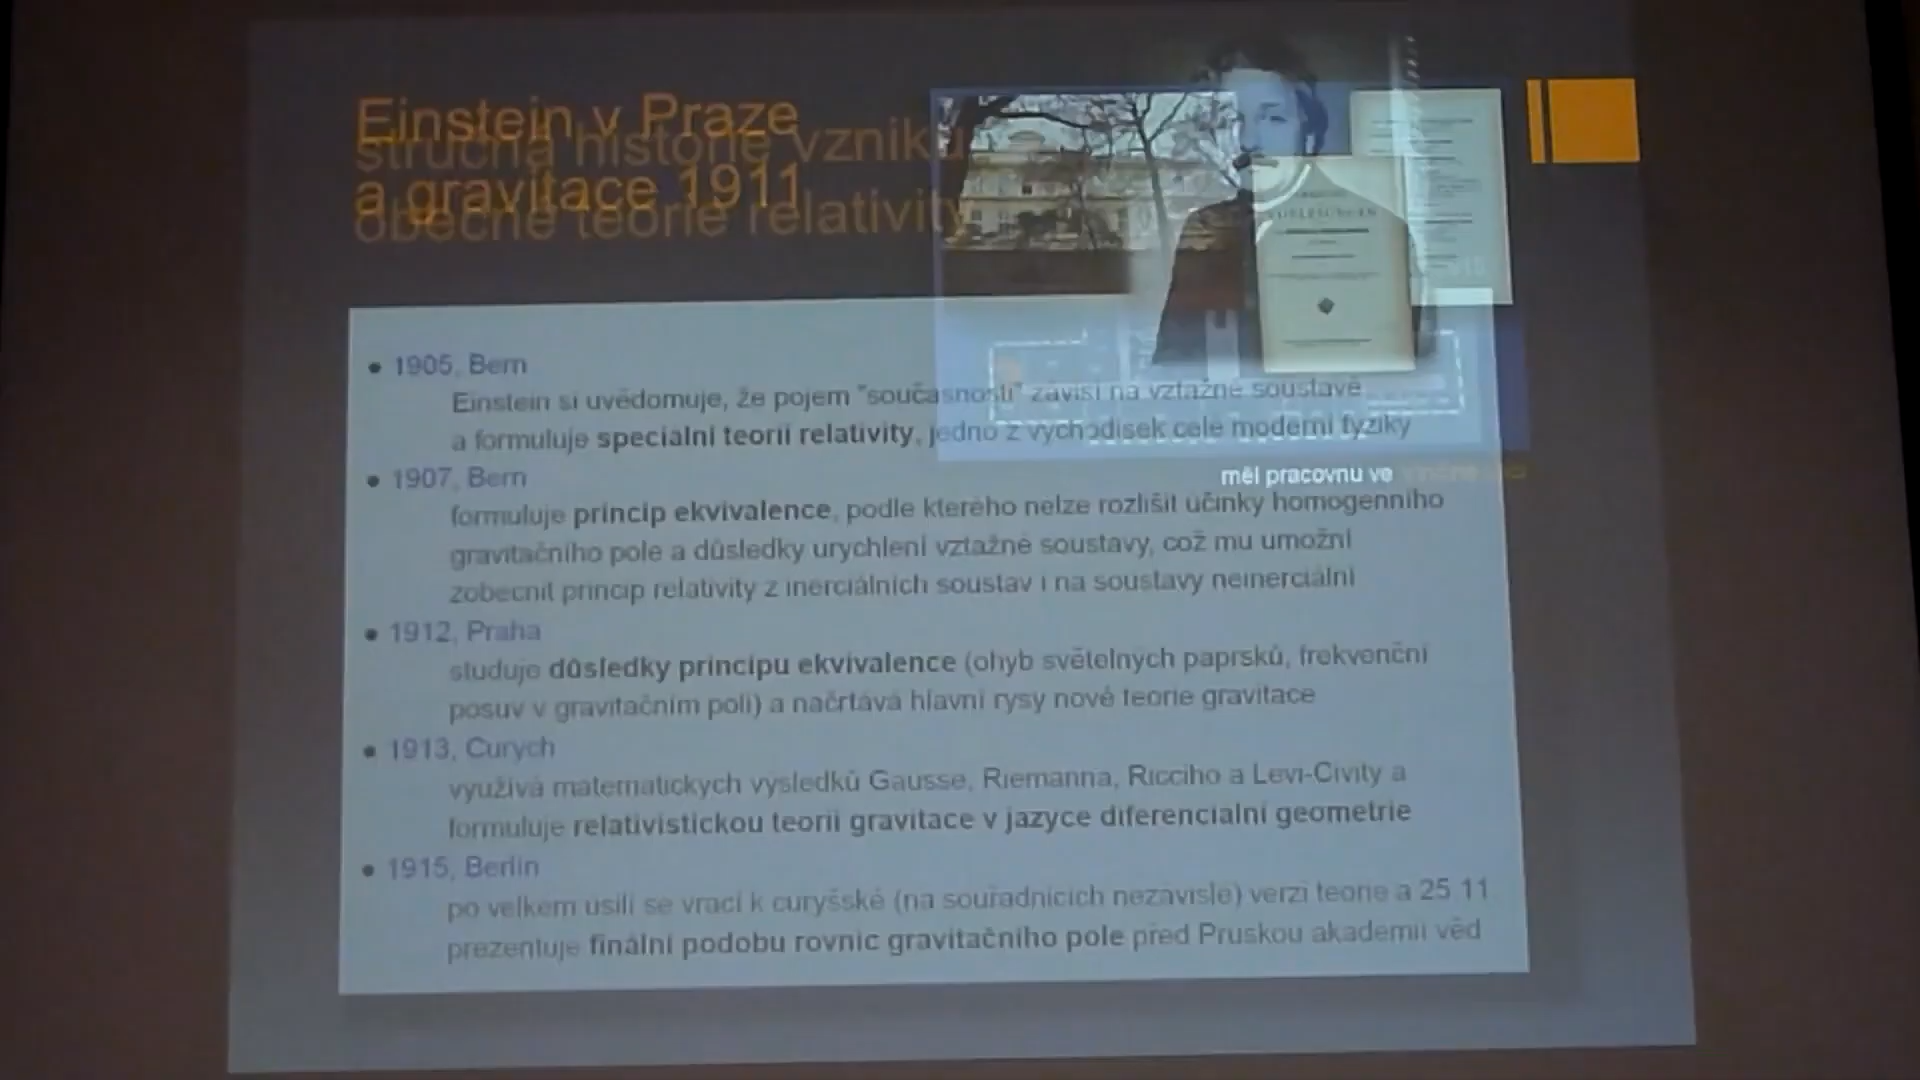 Einstein v Praze
a gravitace 1911
stručná historie vzniku
obecné teorie relativity
• 1905, Bern
Einstein si uvědomuje, že pojem "současnosti" závisí na vztažné soustavě
a formuluje speciální teorii relativity, jedno z východisek celé moderní fyziky
měl pracovnu ve
• 1907, Bern
formuluje princip ekvivalence, podle kterého nelze rozlišit účinky homogenního
gravitačního pole a důsledky urychlení vztažné soustavy, což mu umožní
zobecnit princip relativity z inerciálních soustav i na soustavy neinerciální
• 1912, Praha
studuje důsledky principu ekvivalence (ohyb světelných paprsků, frekvenční
posuv v gravitačním poli) a načrtává hlavní rysy nové teorie gravitace
• 1913, Curych
využívá matematických výsledků Gausse, Riemanna, Ricciho a Levi-Civity a
formuluje relativistickou teorii gravitace v jazyce diferenciální geometrie
• 1915, Berlín
po velkém úsilí se vrací k curyšské (na souřadnicích nezávislé) verzi teorie a 25.11.
prezentuje finální podobu rovnic gravitačního pole před Pruskou akademií věd